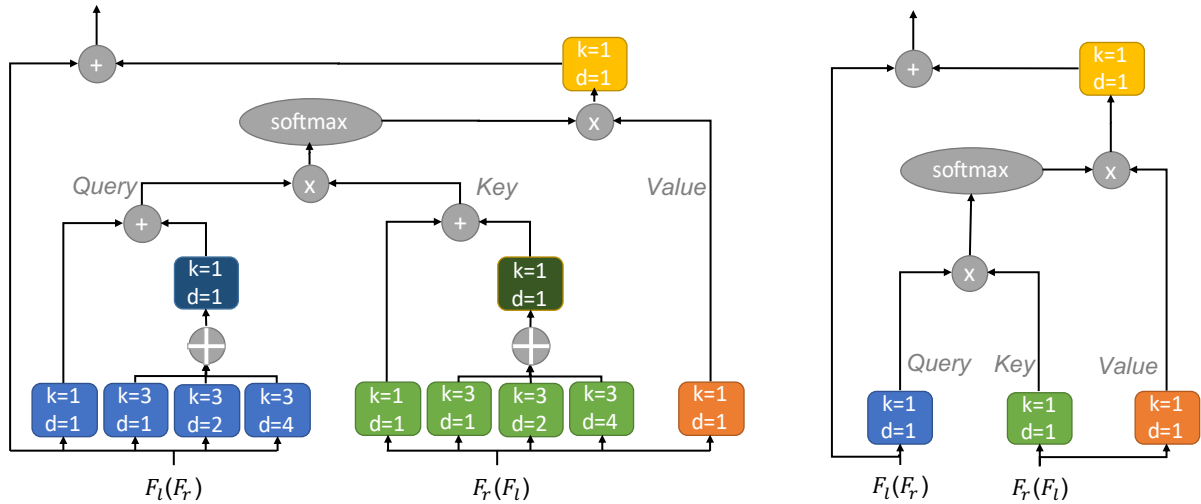 +
k=1
d=1
softmax
x
Query
x
Key
Value
+
+
k=1
d=1
k=1
d=1
k=1
d=1
k=3
d=1
k=3
d=2
k=3
d=4
k=1
d=1
k=3
d=1
k=3
d=2
k=3
d=4
k=1
d=1
F_l(F_r)
F_r(F_l)
+
k=1
d=1
softmax
x
x
Query
Key
Value
k=1
d=1
k=1
d=1
k=1
d=1
F_l(F_r)
F_r(F_l)